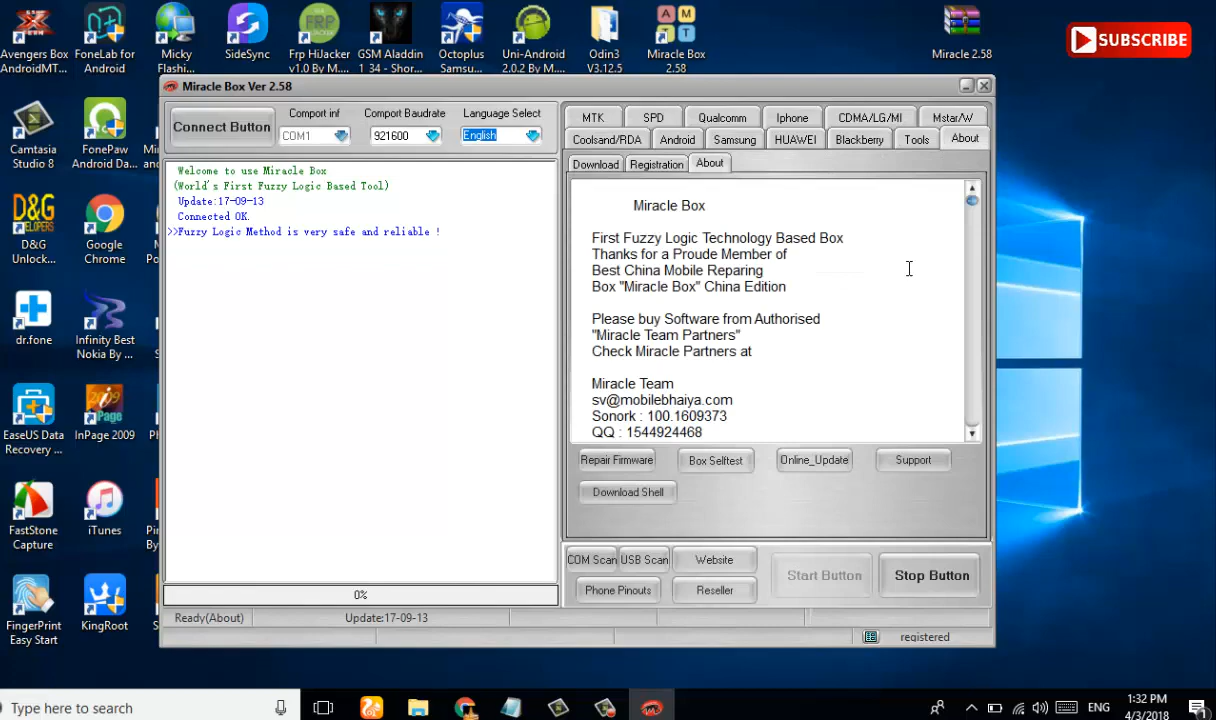 Avengers Box AndroidMT...
FoneLab for Android
Micky Flashi...
SideSync
Frp HiJacker v1.0 By M....
GSM Aladdin 1 34 - Shor...
Octoplus Samsu...
Uni-Android 2.0.2 By M....
Odin3 V3.12.5
Miracle Box 2.58
Miracle 2.58
SUBSCRIBE
Camtasia Studio 8
FonePaw Android Da...
D&G Unlock...
Google Chrome
dr.fone
Infinity Best Nokia By ...
EaseUS Data Recovery ...
InPage 2009
FastStone Capture
iTunes
FingerPrint Easy Start
KingRoot
Miracle Box Ver 2.58
Connect Button
Comport inf
COM1
Comport Baudrate
921600
Language Select
English
Welcome to use Miracle Box
(World's First Fuzzy Logic Based Tool)
Update:17-09-13
Connected OK.
>>Fuzzy Logic Method is very safe and reliable !
0%
MTK SPD Qualcomm Iphone CDMA/LG/MI Mstar/W
Coolsand/RDA Android Samsung HUAWEI Blackberry Tools About
Download Registration About
Miracle Box
First Fuzzy Logic Technology Based Box
Thanks for a Proude Member of
Best China Mobile Reparing
Box "Miracle Box" China Edition
Please buy Software from Authorised
"Miracle Team Partners"
Check Miracle Partners at
Miracle Team
sv@mobilebhaiya.com
Sonork : 100.1609373
QQ : 1544924468
Repair Firmware Box Selftest Online_Update Support
Download Shell
COM Scan USB Scan Website
Phone Pinouts Reseller
Start Button
Stop Button
Ready(About) Update:17-09-13
registered
Type here to search
ENG
1:32 PM
4/3/2018